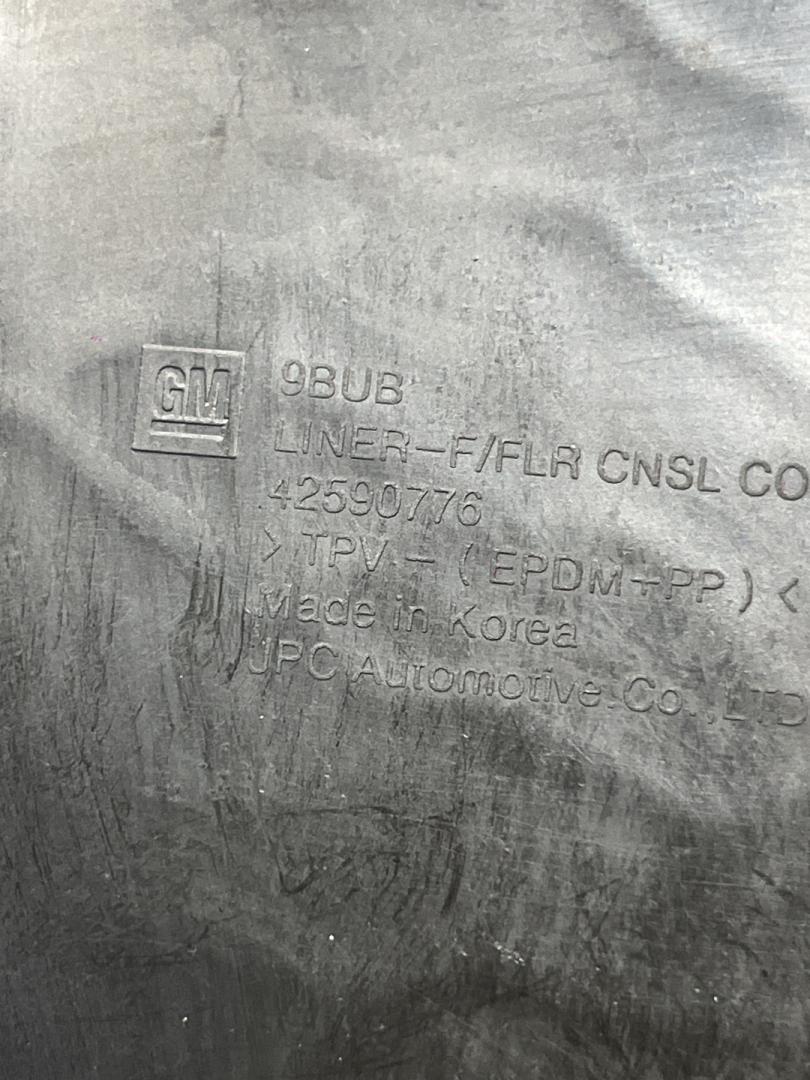 GM
9BUB
LINER-F/FLR CNSL CO
42590776
> TPV - ( EPDM+PP ) <
Made in Korea
JPC Automotive Co.,LTD